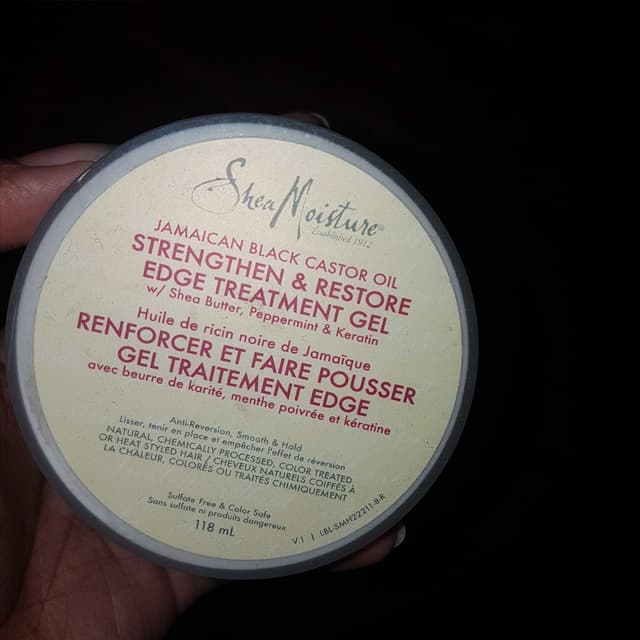 SheaMoisture®
Established 1912
JAMAICAN BLACK CASTOR OIL
STRENGTHEN & RESTORE
EDGE TREATMENT GEL
w/ Shea Butter, Peppermint & Keratin
Huile de ricin noire de Jamaïque
RENFORCER ET FAIRE POUSSER
GEL TRAITEMENT EDGE
avec beurre de karité, menthe poivrée et kératine
Anti-Reversion, Smooth & Hold
Lisser, tenir en place et empêcher l'effet de réversion
NATURAL, CHEMICALLY PROCESSED, COLOR TREATED
OR HEAT STYLED HAIR / CHEVEUX NATURELS COIFFÉS À
LA CHALEUR, COLORÉS OU TRAITÉS CHIMIQUEMENT
Sulfate Free & Color Safe
Sans sulfate ni produits dangereux
118 mL
V.1 | LBL-SMH22211-B.R